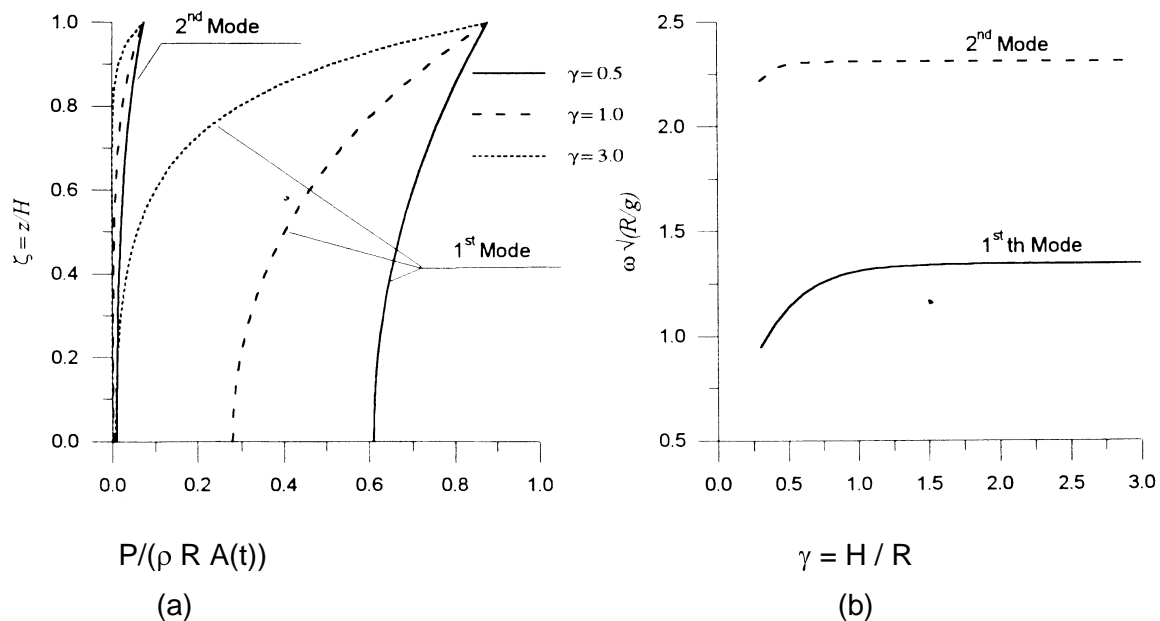 1.0
0.8
0.6
0.4
0.2
0.0
ζ = z/H
2nd Mode
1st Mode
0.0 0.2 0.4 0.6 0.8 1.0
γ = 0.5
γ = 1.0
γ = 3.0
P/(ρ R A(t))
(a)
2.5
2.0
1.5
1.0
0.5
ω √(R/g)
2nd Mode
1st th Mode
0.0 0.5 1.0 1.5 2.0 2.5 3.0
γ = H / R
(b)